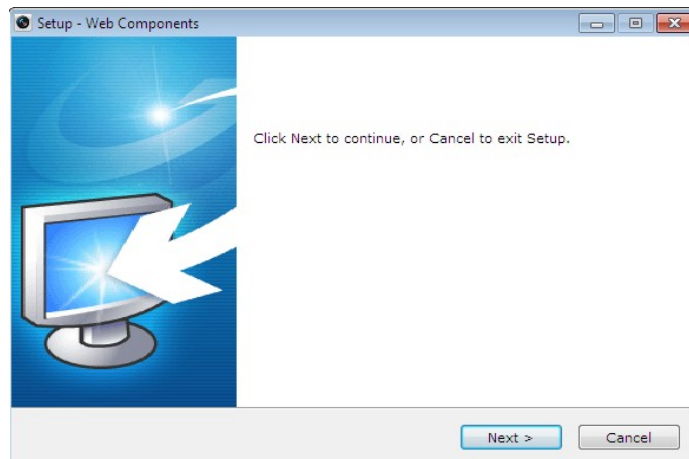 Setup - Web Components
Click Next to continue, or Cancel to exit Setup.
Next >
Cancel